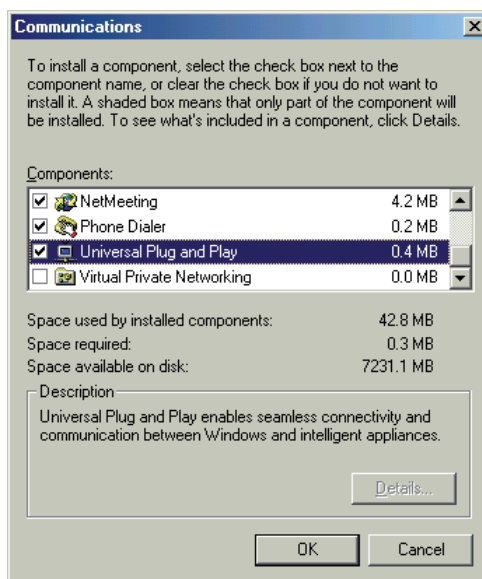 Communications
To install a component, select the check box next to the
component name, or clear the check box if you do not want to
install it. A shaded box means that only part of the component will
be installed. To see what's included in a component, click Details.
Components:
NetMeeting 4.2 MB
Phone Dialer 0.2 MB
Universal Plug and Play 0.4 MB
Virtual Private Networking 0.0 MB
Space used by installed components: 42.8 MB
Space required: 0.3 MB
Space available on disk: 7231.1 MB
Description
Universal Plug and Play enables seamless connectivity and
communication between Windows and intelligent appliances.
Details...
OK Cancel